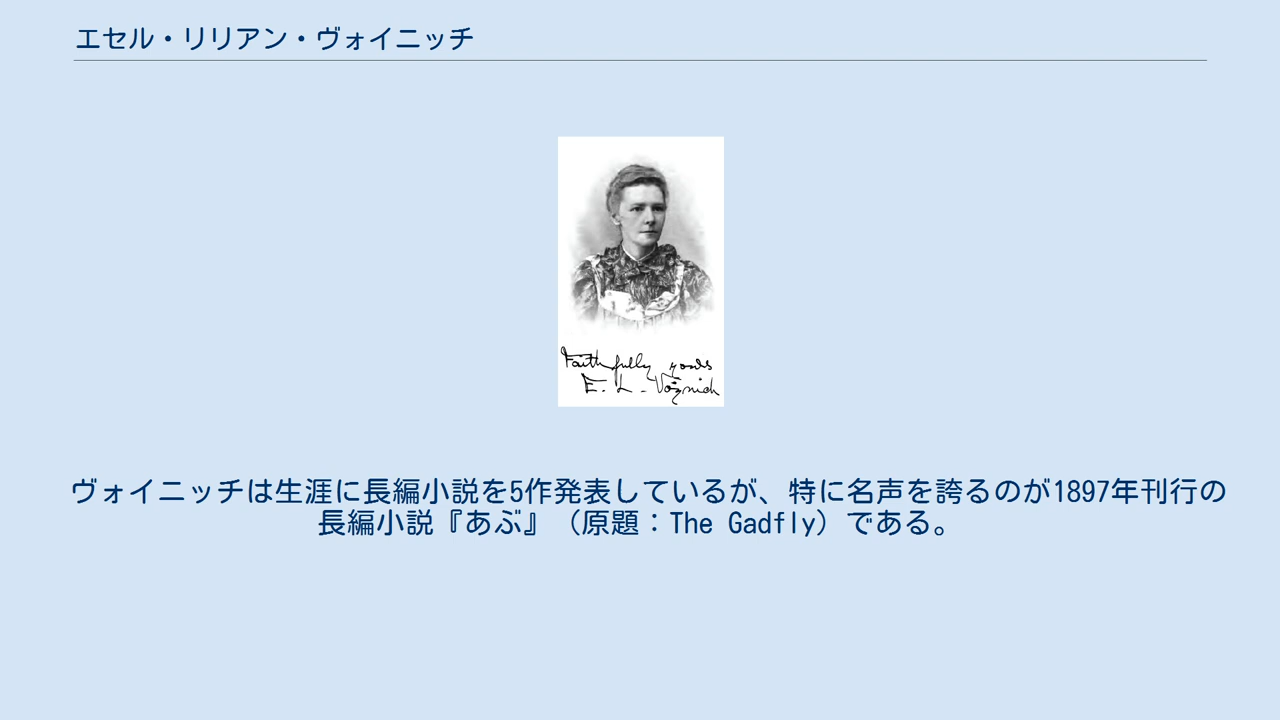 エセル・リリアン・ヴォイニッチ
Faithfully yours
E. L. Voynich
ヴォイニッチは生涯に長編小説を5作発表しているが、特に名声を誇るのが1897年刊行の
長編小説『あぶ』（原題：The Gadfly）である。